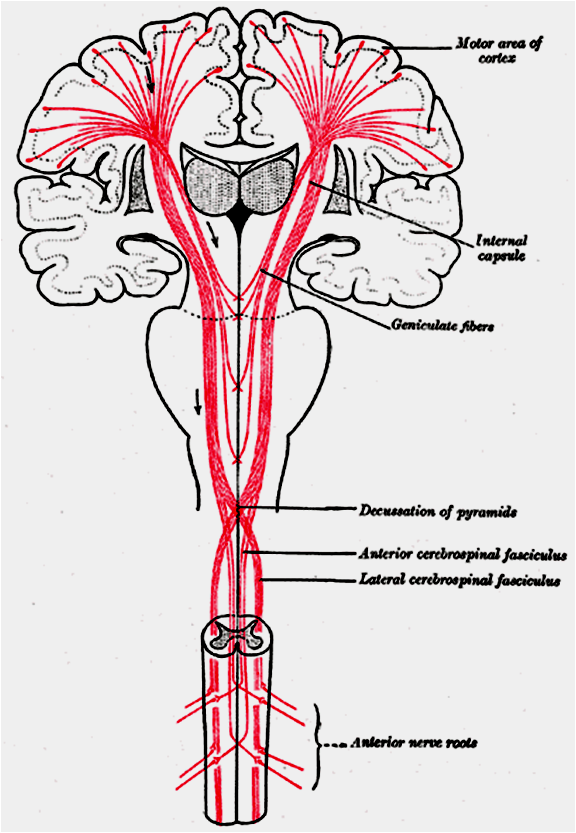 Motor area of
cortex
Internal
capsule
Geniculate fibers
Decussation of pyramids
Anterior cerebrospinal fasciculus
Lateral cerebrospinal fasciculus
Anterior nerve roots